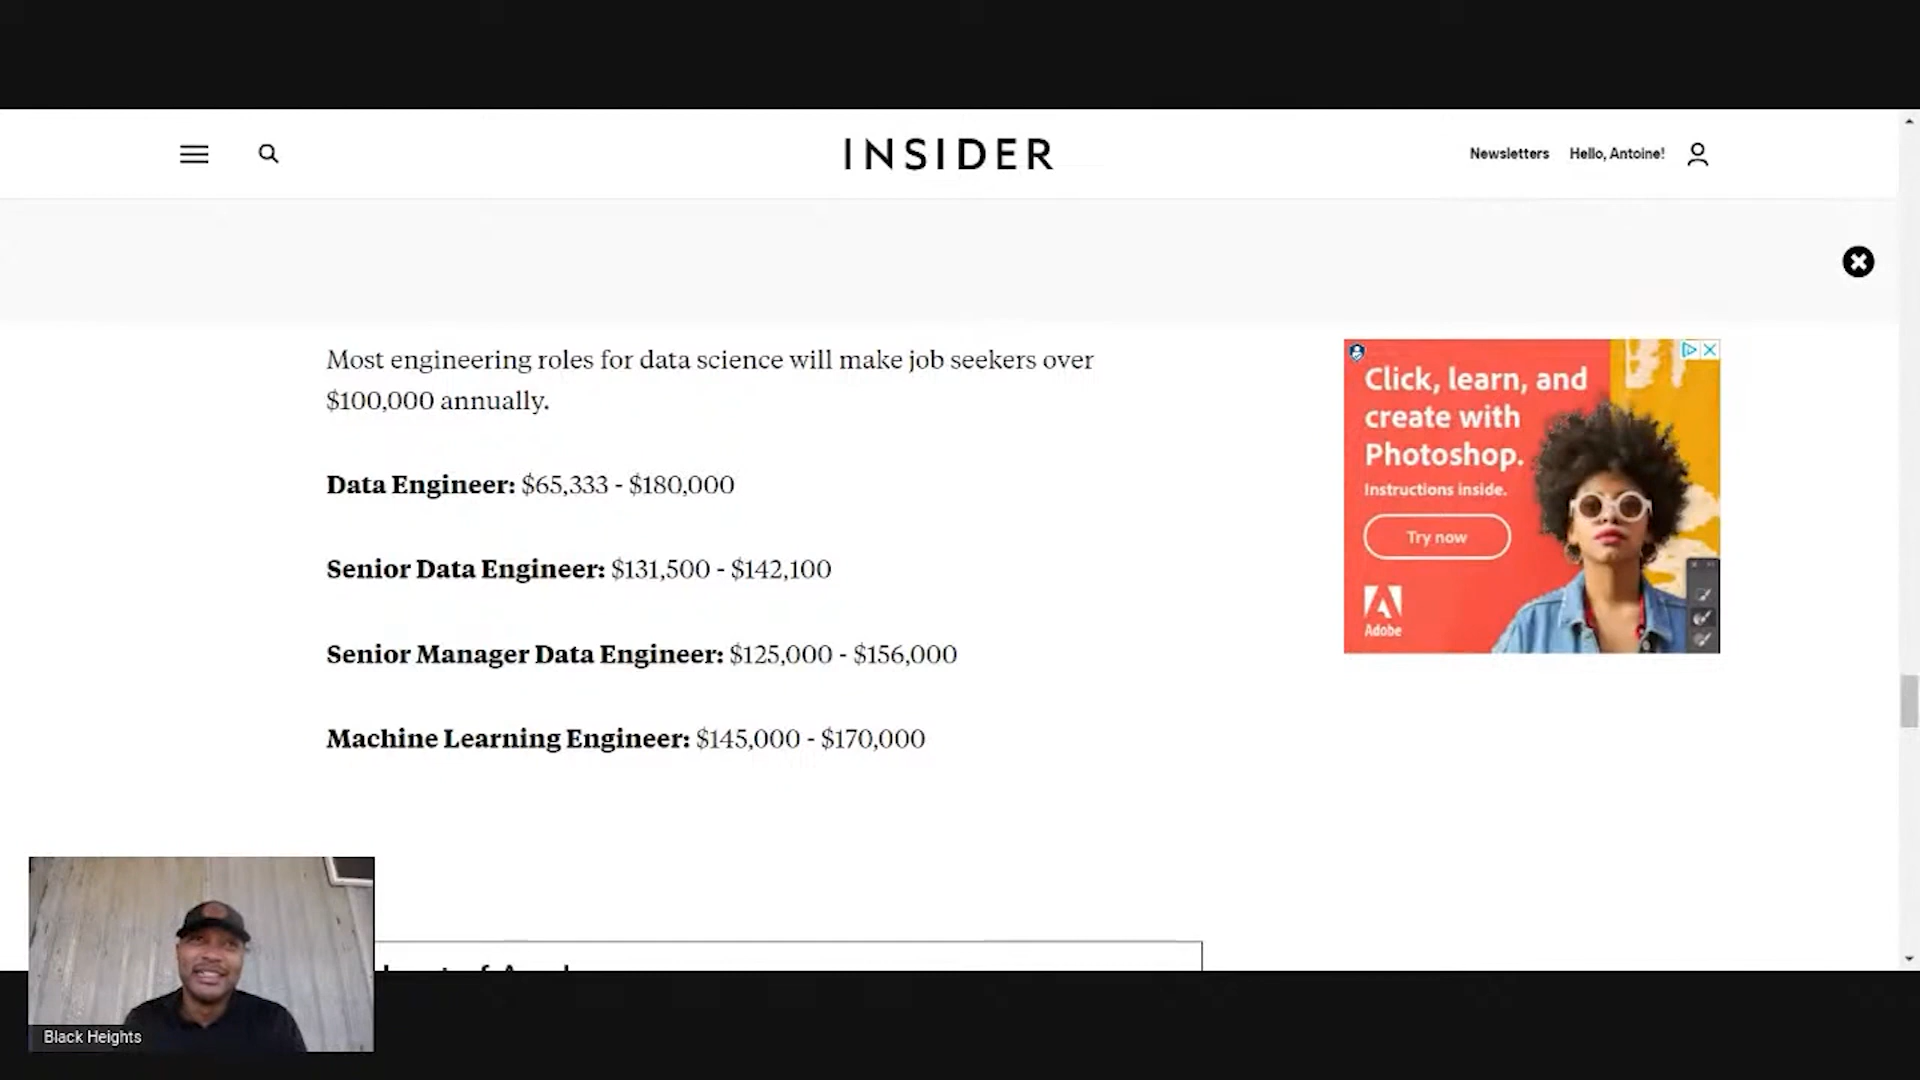 INSIDER
Newsletters
Hello, Antoine!
Most engineering roles for data science will make job seekers over
$100,000 annually.
Data Engineer: $65,333 - $180,000
Senior Data Engineer: $131,500 - $142,100
Senior Manager Data Engineer: $125,000 - $156,000
Machine Learning Engineer: $145,000 - $170,000
Click, learn, and
create with
Photoshop.
Instructions inside.
Try now
Adobe
Black Heights